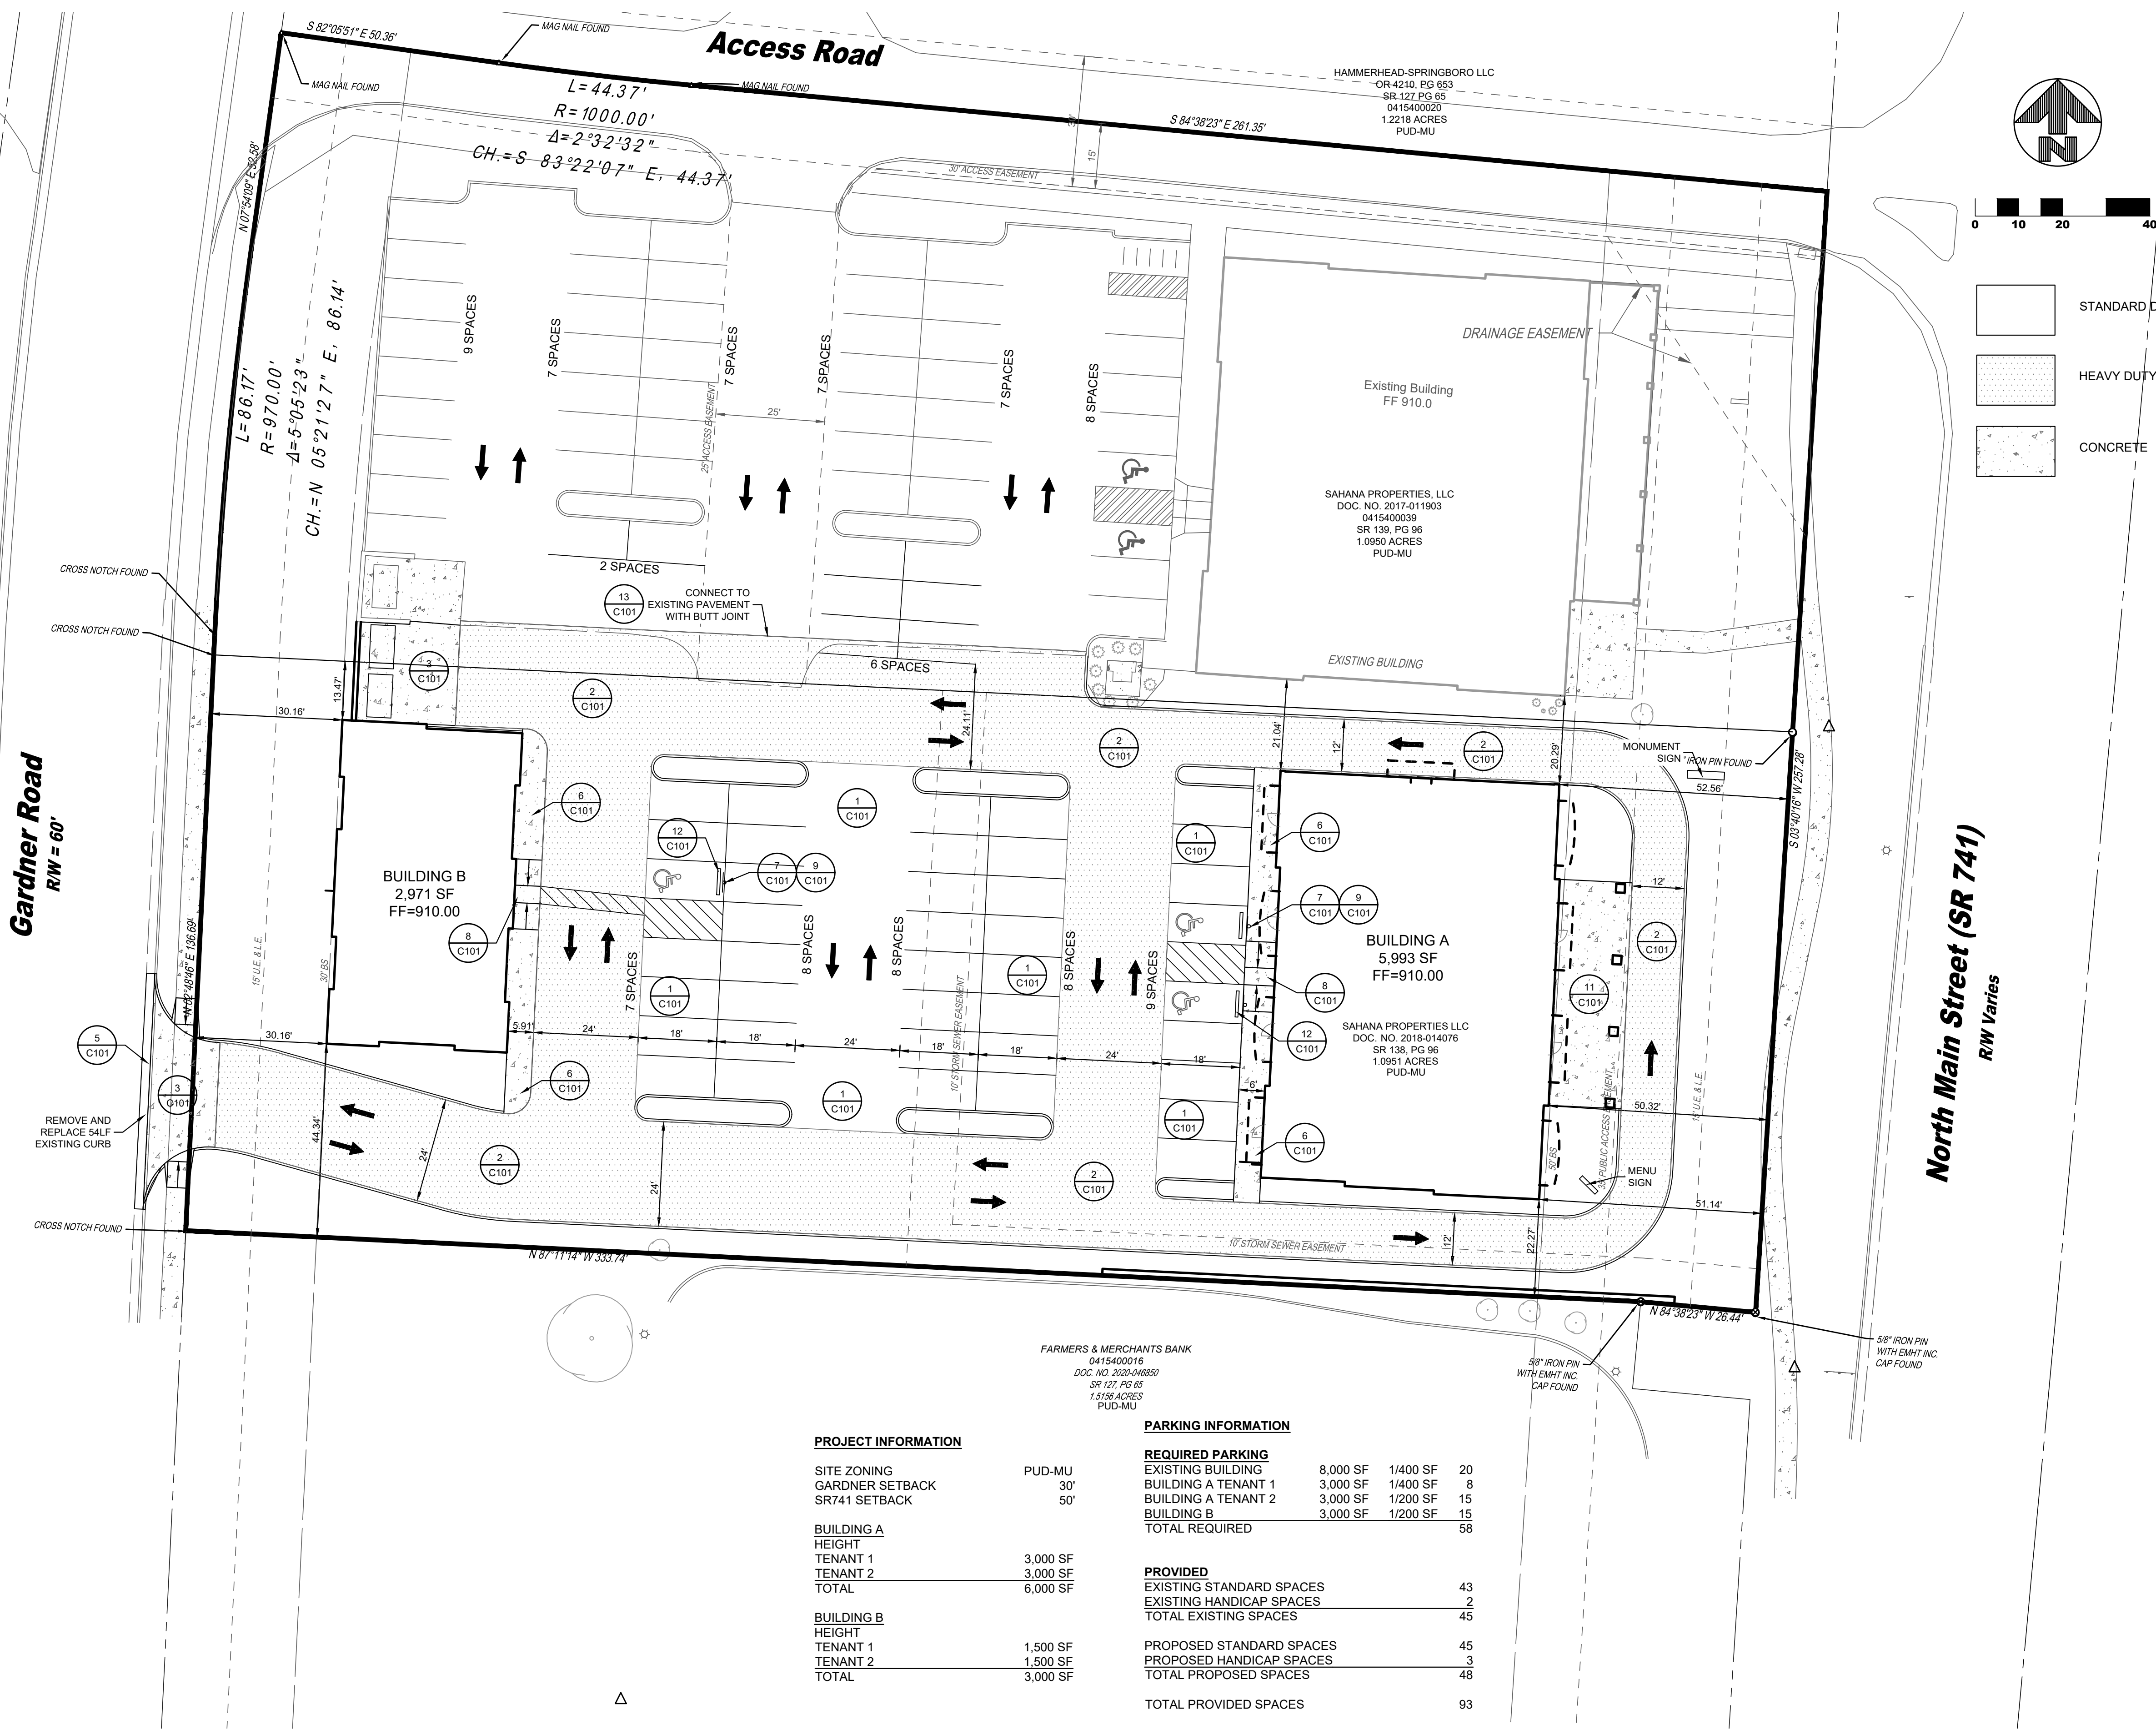 S 82°05'51" E 50.36'
MAG NAIL FOUND
Access Road
MAG NAIL FOUND
MAG NAIL FOUND
L=44.37'
R=1000.00'
Δ=2°32'32"
CH.=S 83°22'07" E, 44.37'
S 84°38'23" E 261.35'
HAMMERHEAD-SPRINGBORO LLC
OR 4210, PG 653
SR 127 PG 65
0415400020
1.2218 ACRES
PUD-MU
15'
30' ACCESS EASEMENT
N
0 10 20 40
STANDARD D
HEAVY DUTY
CONCRETE
N 07°54'09" E 52.58'
L=86.17'
R=970.00'
Δ=5°05'23"
CH.=N 05°21'27" E, 86.14'
9 SPACES
7 SPACES
7 SPACES
7 SPACES
7 SPACES
8 SPACES
25' ACCESS EASEMENT
25'
DRAINAGE EASEMENT
Existing Building
FF 910.0
SAHANA PROPERTIES, LLC
DOC. NO. 2017-011903
0415400039
SR 139, PG 96
1.0950 ACRES
PUD-MU
CROSS NOTCH FOUND
CROSS NOTCH FOUND
2 SPACES
13
C101
CONNECT TO
EXISTING PAVEMENT
WITH BUTT JOINT
6 SPACES
EXISTING BUILDING
3
C101
2
C101
13.47'
30.16'
24.11'
2
C101
21.04'
12'
2
C101
20.29'
MONUMENT
SIGN
IRON PIN FOUND
52.56'
S 03°40'16" W 257.28'
Gardner Road
R/W = 60'
North Main Street (SR 741)
R/W Varies
N 02°48'46" E 136.69'
15' U.E. & L.E.
30' BS
BUILDING B
2,971 SF
FF=910.00
6
C101
8
C101
12
C101
7
C101
9
C101
1
C101
1
C101
1
C101
1
C101
7 SPACES
8 SPACES
8 SPACES
8 SPACES
9 SPACES
10' STORM SEWER EASEMENT
1
C101
6
C101
7
C101
9
C101
BUILDING A
5,993 SF
FF=910.00
8
C101
12
C101
SAHANA PROPERTIES LLC
DOC. NO. 2018-014076
SR 138, PG 96
1.0951 ACRES
PUD-MU
11
C101
12'
2
C101
50.32'
35' PUBLIC ACCESS EASEMENT
15' U.E. & L.E.
50' BS
MENU
SIGN
51.14'
5
C101
3
C101
REMOVE AND
REPLACE 54LF
EXISTING CURB
30.16'
5.91'
24'
18'
18'
24'
18'
18'
24'
18'
6'
6
C101
1
C101
6
C101
44.34'
24'
2
C101
24'
2
C101
12'
22.27'
10' STORM SEWER EASEMENT
CROSS NOTCH FOUND
N 87°11'14" W 333.74'
N 84°38'23" W 26.44'
5/8" IRON PIN
WITH EMHT INC.
CAP FOUND
5/8" IRON PIN
WITH EMHT INC.
CAP FOUND
FARMERS & MERCHANTS BANK
0415400016
DOC. NO. 2020-046850
SR 127, PG 65
1.5156 ACRES
PUD-MU
PROJECT INFORMATION
SITE ZONING PUD-MU
GARDNER SETBACK 30'
SR741 SETBACK 50'
BUILDING A
HEIGHT
TENANT 1 3,000 SF
TENANT 2 3,000 SF
TOTAL 6,000 SF
BUILDING B
HEIGHT
TENANT 1 1,500 SF
TENANT 2 1,500 SF
TOTAL 3,000 SF
PARKING INFORMATION
REQUIRED PARKING
EXISTING BUILDING 8,000 SF 1/400 SF 20
BUILDING A TENANT 1 3,000 SF 1/400 SF 8
BUILDING A TENANT 2 3,000 SF 1/200 SF 15
BUILDING B 3,000 SF 1/200 SF 15
TOTAL REQUIRED 58
PROVIDED
EXISTING STANDARD SPACES 43
EXISTING HANDICAP SPACES 2
TOTAL EXISTING SPACES 45
PROPOSED STANDARD SPACES 45
PROPOSED HANDICAP SPACES 3
TOTAL PROPOSED SPACES 48
TOTAL PROVIDED SPACES 93